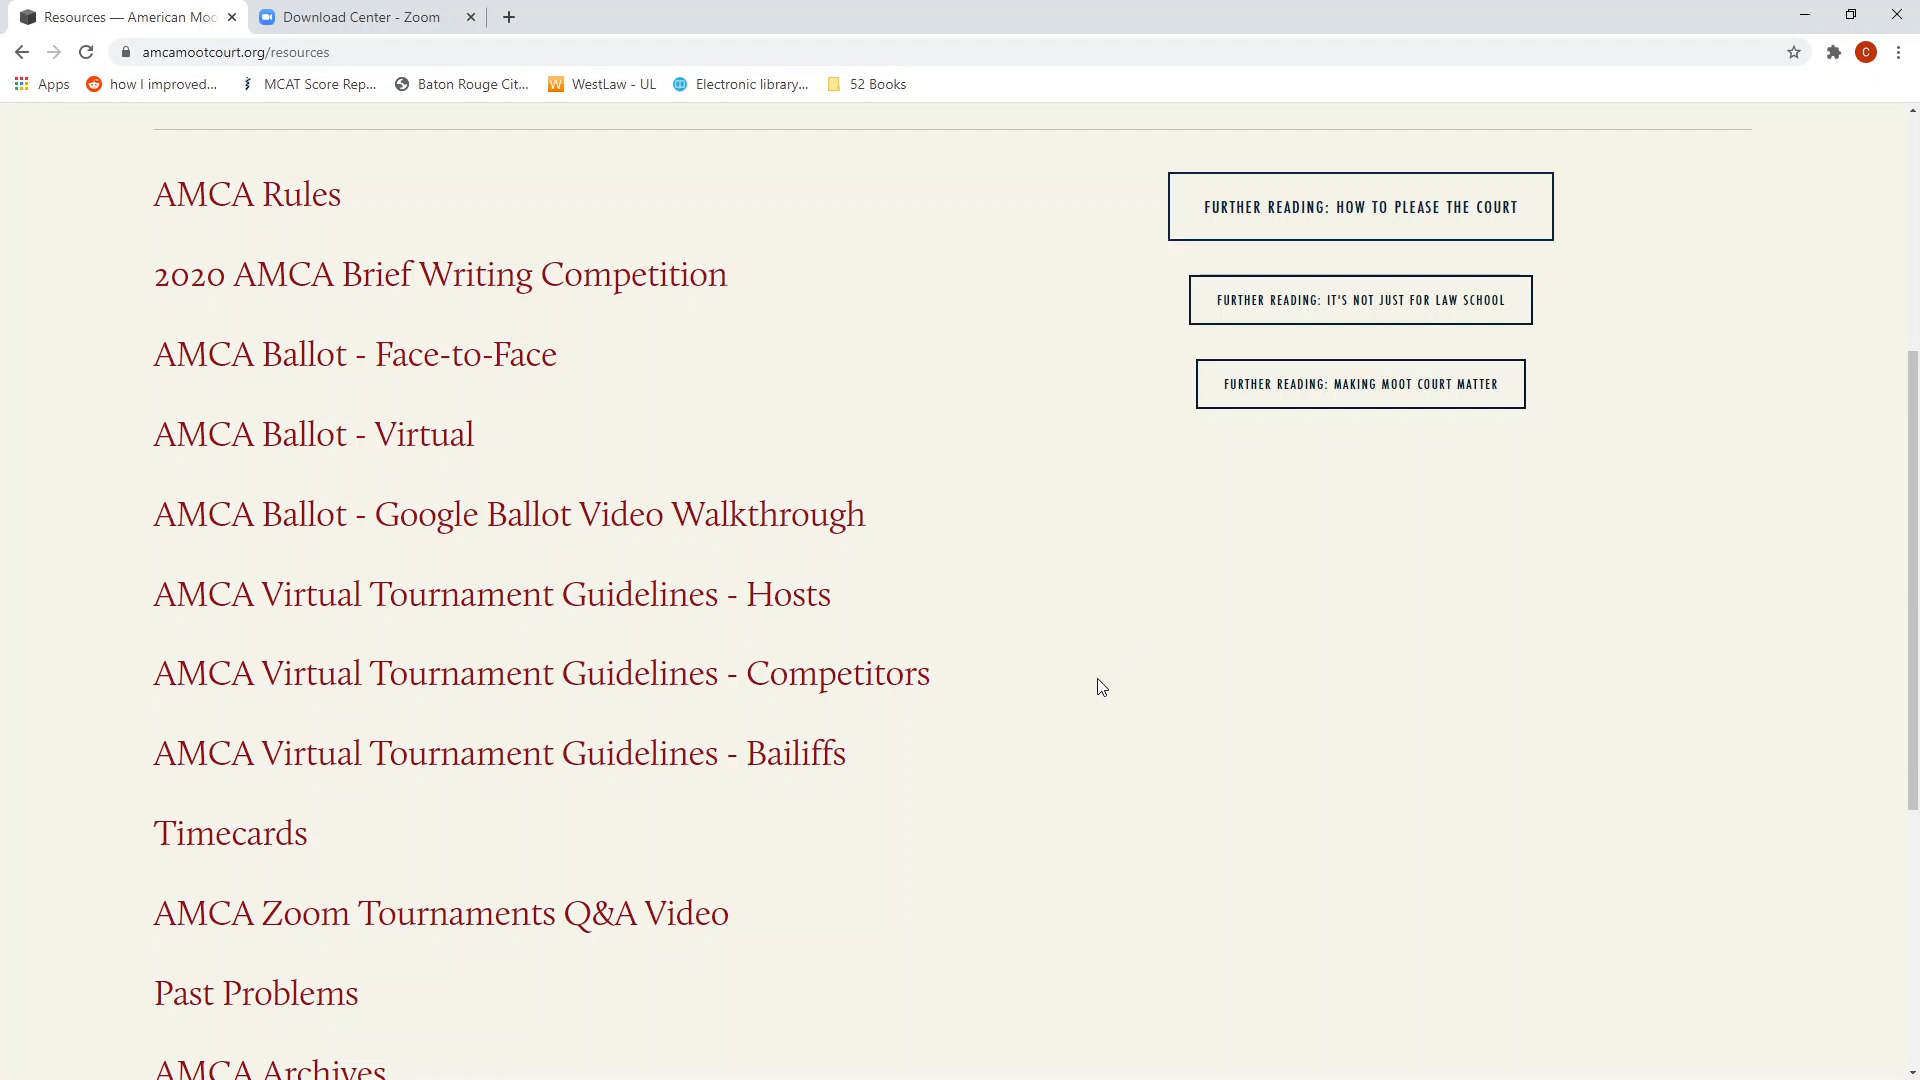 Resources — American Moo
Download Center - Zoom
amcamootcourt.org/resources
C
Apps
how I improved...
MCAT Score Rep...
Baton Rouge Cit...
W
WestLaw - UL
Electronic library...
52 Books
AMCA Rules
2020 AMCA Brief Writing Competition
AMCA Ballot - Face-to-Face
AMCA Ballot - Virtual
AMCA Ballot - Google Ballot Video Walkthrough
AMCA Virtual Tournament Guidelines - Hosts
AMCA Virtual Tournament Guidelines - Competitors
AMCA Virtual Tournament Guidelines - Bailiffs
Timecards
AMCA Zoom Tournaments Q&A Video
Past Problems
AMCA Archives
FURTHER READING: HOW TO PLEASE THE COURT
FURTHER READING: IT'S NOT JUST FOR LAW SCHOOL
FURTHER READING: MAKING MOOT COURT MATTER